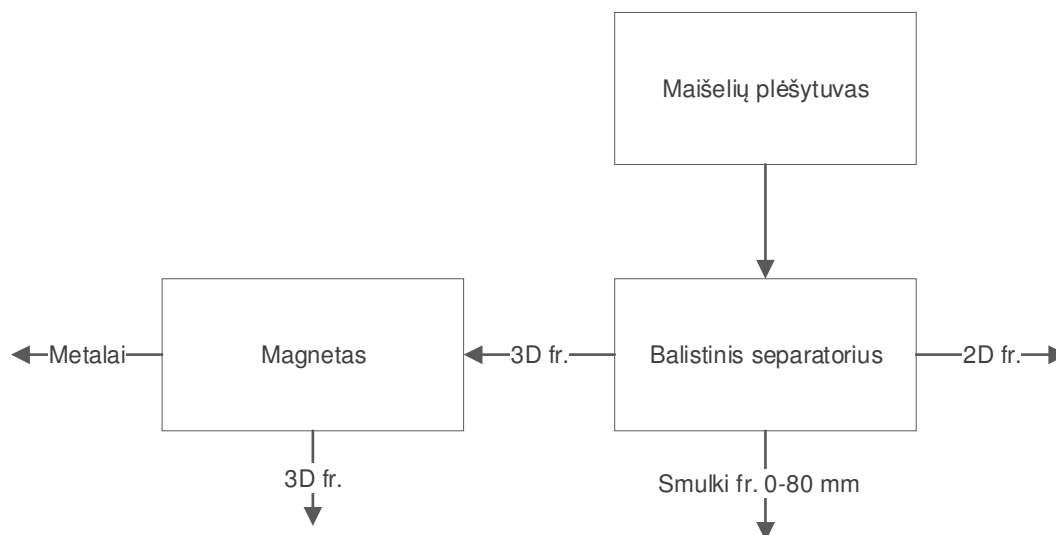 Maišelių plėšytuvas
Metalai
Magnetas
3D fr.
Balistinis separatorius
2D fr.
3D fr.
Smulki fr. 0-80 mm